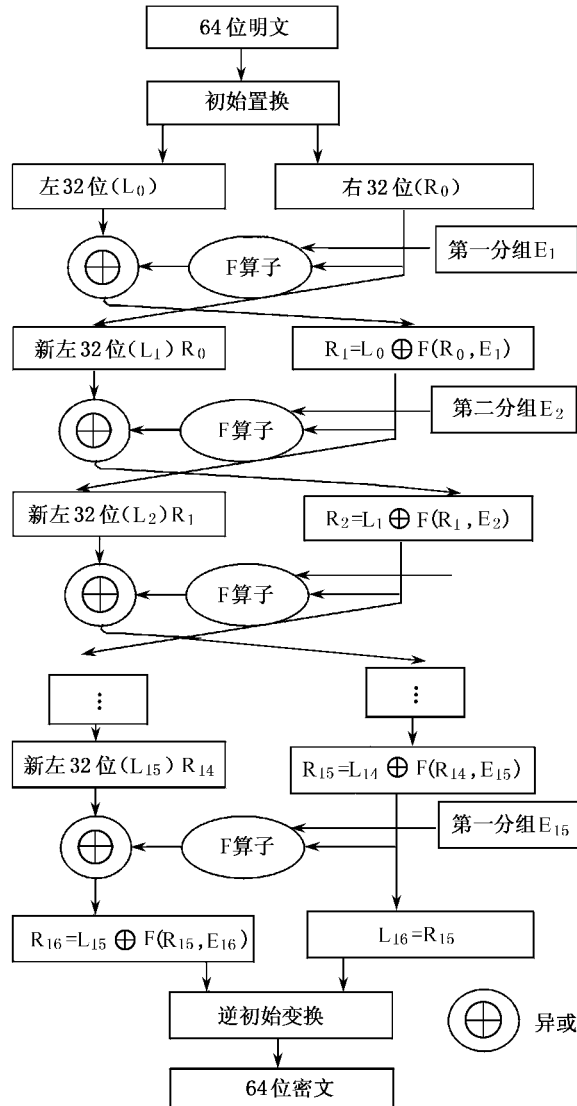 64位明文
初始置换
左32位(L₀)
右32位(R₀)
F算子
第一分组E₁
新左32位(L₁)R₀
R₁=L₀⊕F(R₀,E₁)
F算子
第二分组E₂
新左32位(L₂)R₁
R₂=L₁⊕F(R₁,E₂)
F算子
⋮
⋮
新左32位(L₁₅)R₁₄
R₁₅=L₁₄⊕F(R₁₄,E₁₅)
F算子
第一分组E₁₅
R₁₆=L₁₅⊕F(R₁₅,E₁₆)
L₁₆=R₁₅
逆初始变换
异或
64位密文